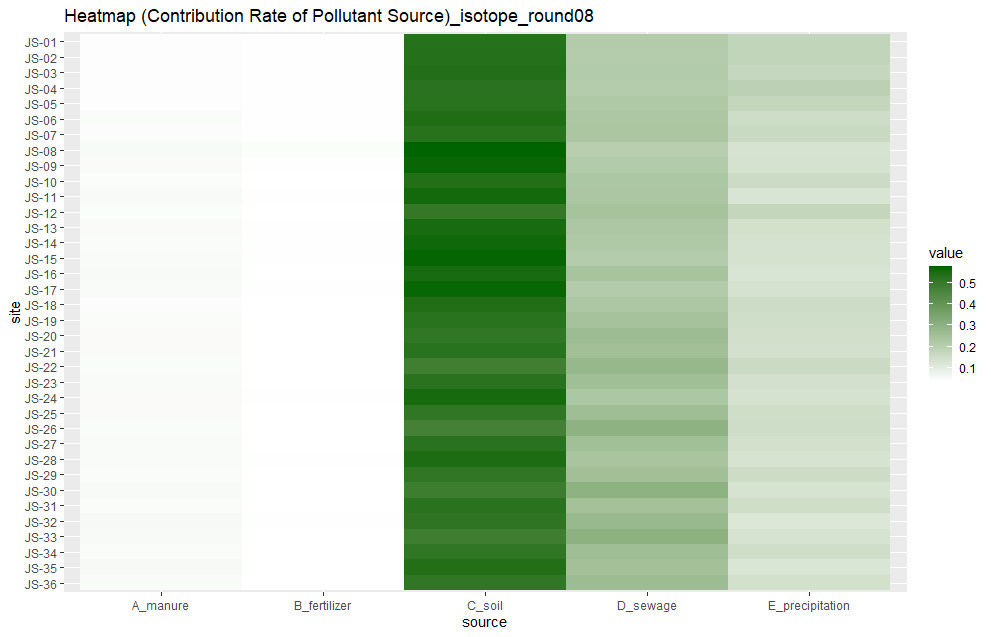 Heatmap (Contribution Rate of Pollutant Source)_isotope_round08
JS-01
JS-02
JS-03
JS-04
JS-05
JS-06
JS-07
JS-08
JS-09
JS-10
JS-11
JS-12
JS-13
JS-14
JS-15
JS-16
JS-17
JS-18
JS-19
JS-20
JS-21
JS-22
JS-23
JS-24
JS-25
JS-26
JS-27
JS-28
JS-29
JS-30
JS-31
JS-32
JS-33
JS-34
JS-35
JS-36
site
A_manure
B_fertilizer
C_soil
D_sewage
E_precipitation
source
value
0.5
0.4
0.3
0.2
0.1